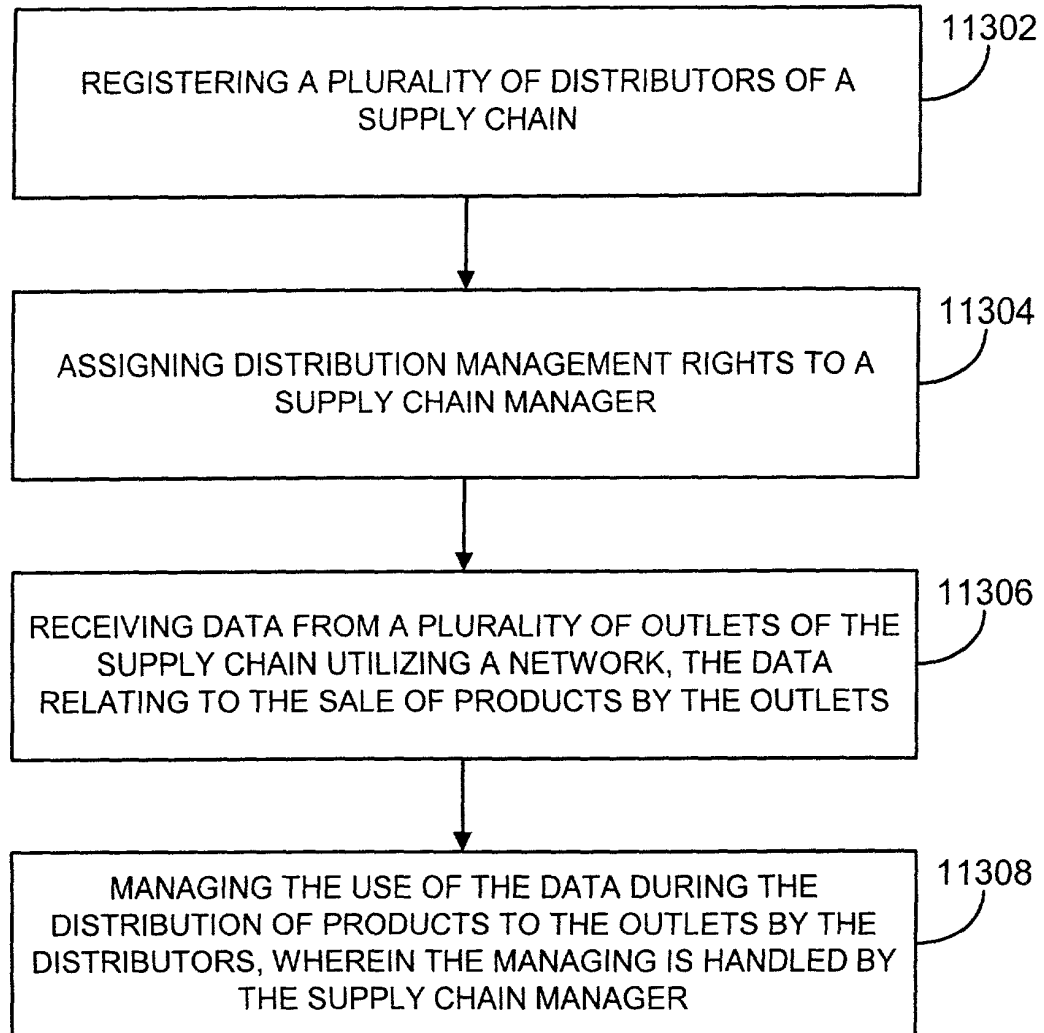 11302
REGISTERING A PLURALITY OF DISTRIBUTORS OF A
SUPPLY CHAIN
11304
ASSIGNING DISTRIBUTION MANAGEMENT RIGHTS TO A
SUPPLY CHAIN MANAGER
11306
RECEIVING DATA FROM A PLURALITY OF OUTLETS OF THE
SUPPLY CHAIN UTILIZING A NETWORK, THE DATA
RELATING TO THE SALE OF PRODUCTS BY THE OUTLETS
11308
MANAGING THE USE OF THE DATA DURING THE
DISTRIBUTION OF PRODUCTS TO THE OUTLETS BY THE
DISTRIBUTORS, WHEREIN THE MANAGING IS HANDLED BY
THE SUPPLY CHAIN MANAGER